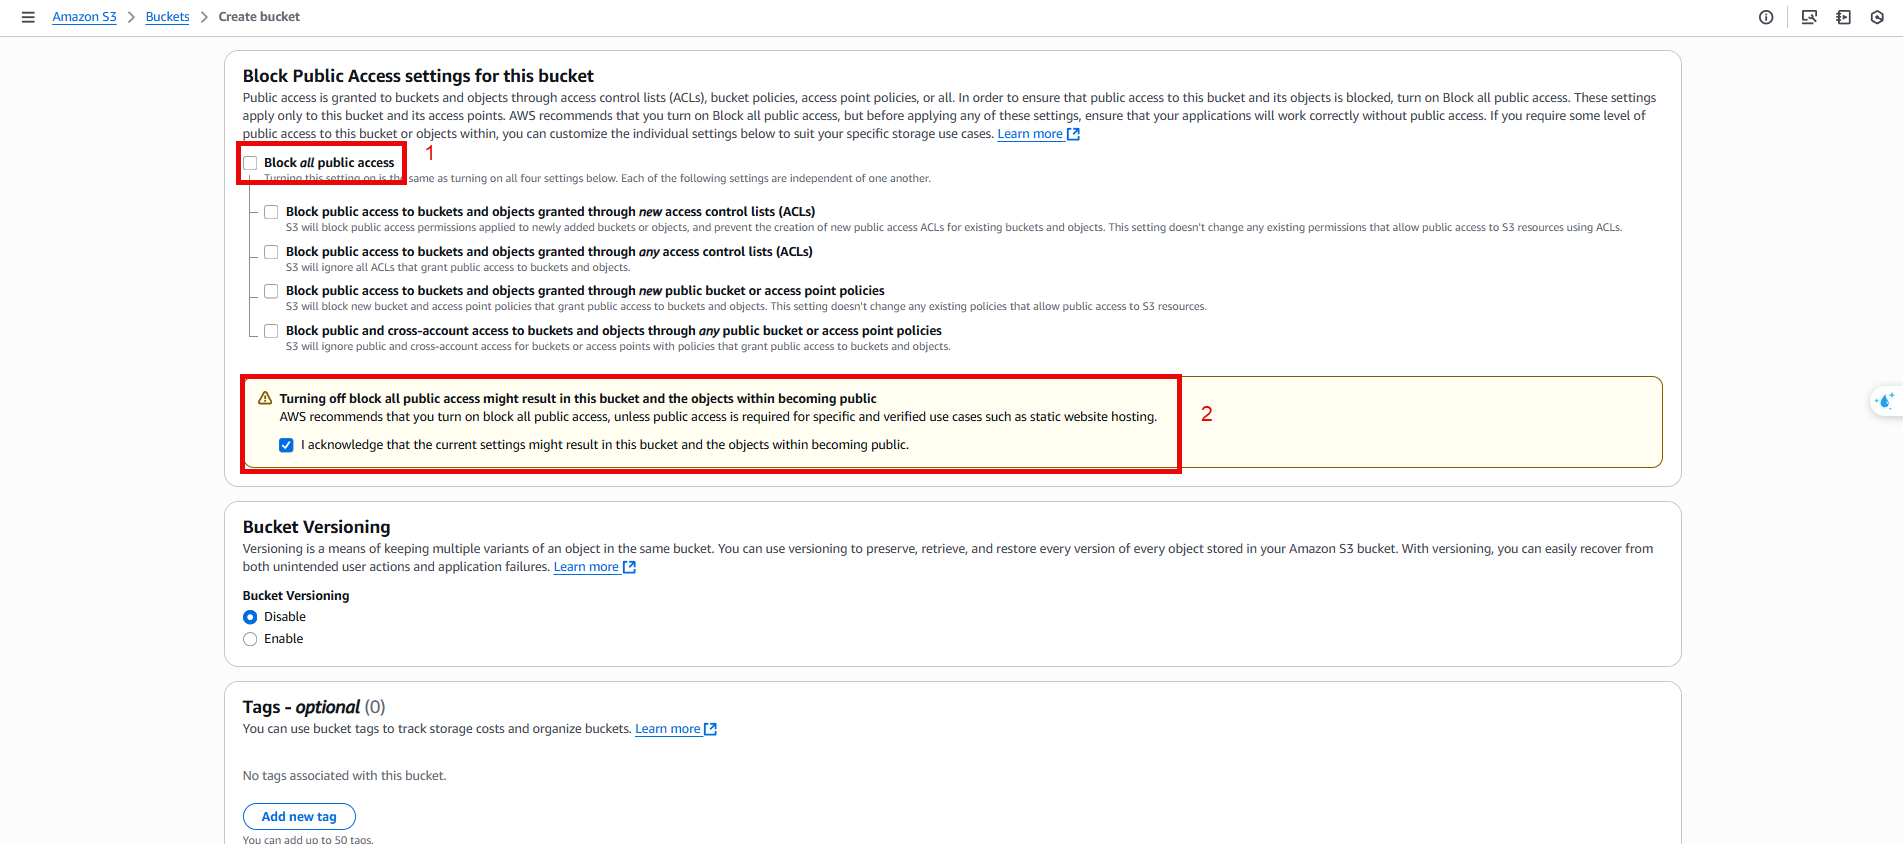 Amazon S3 > Buckets > Create bucket
Block Public Access settings for this bucket
Public access is granted to buckets and objects through access control lists (ACLs), bucket policies, access point policies, or all. In order to ensure that public access to this bucket and its objects is blocked, turn on Block all public access. These settings
apply only to this bucket and its access points. AWS recommends that you turn on Block all public access, but before applying any of these settings, ensure that your applications will work correctly without public access. If you require some level of
public access to this bucket or objects within, you can customize the individual settings below to suit your specific storage use cases. Learn more
Block all public access 1
Turning this setting on is the same as turning on all four settings below. Each of the following settings are independent of one another.
Block public access to buckets and objects granted through new access control lists (ACLs)
S3 will block public access permissions applied to newly added buckets or objects, and prevent the creation of new public access ACLs for existing buckets and objects. This setting doesn't change any existing permissions that allow public access to S3 resources using ACLs.
Block public access to buckets and objects granted through any access control lists (ACLs)
S3 will ignore all ACLs that grant public access to buckets and objects.
Block public access to buckets and objects granted through new public bucket or access point policies
S3 will block new bucket and access point policies that grant public access to buckets and objects. This setting doesn't change any existing policies that allow public access to S3 resources.
Block public and cross-account access to buckets and objects through any public bucket or access point policies
S3 will ignore public and cross-account access for buckets or access points with policies that grant public access to buckets and objects.
Turning off block all public access might result in this bucket and the objects within becoming public
AWS recommends that you turn on block all public access, unless public access is required for specific and verified use cases such as static website hosting.
2
I acknowledge that the current settings might result in this bucket and the objects within becoming public.
Bucket Versioning
Versioning is a means of keeping multiple variants of an object in the same bucket. You can use versioning to preserve, retrieve, and restore every version of every object stored in your Amazon S3 bucket. With versioning, you can easily recover from
both unintended user actions and application failures. Learn more
Bucket Versioning
Disable
Enable
Tags - optional (0)
You can use bucket tags to track storage costs and organize buckets. Learn more
No tags associated with this bucket.
Add new tag
You can add up to 50 tags.